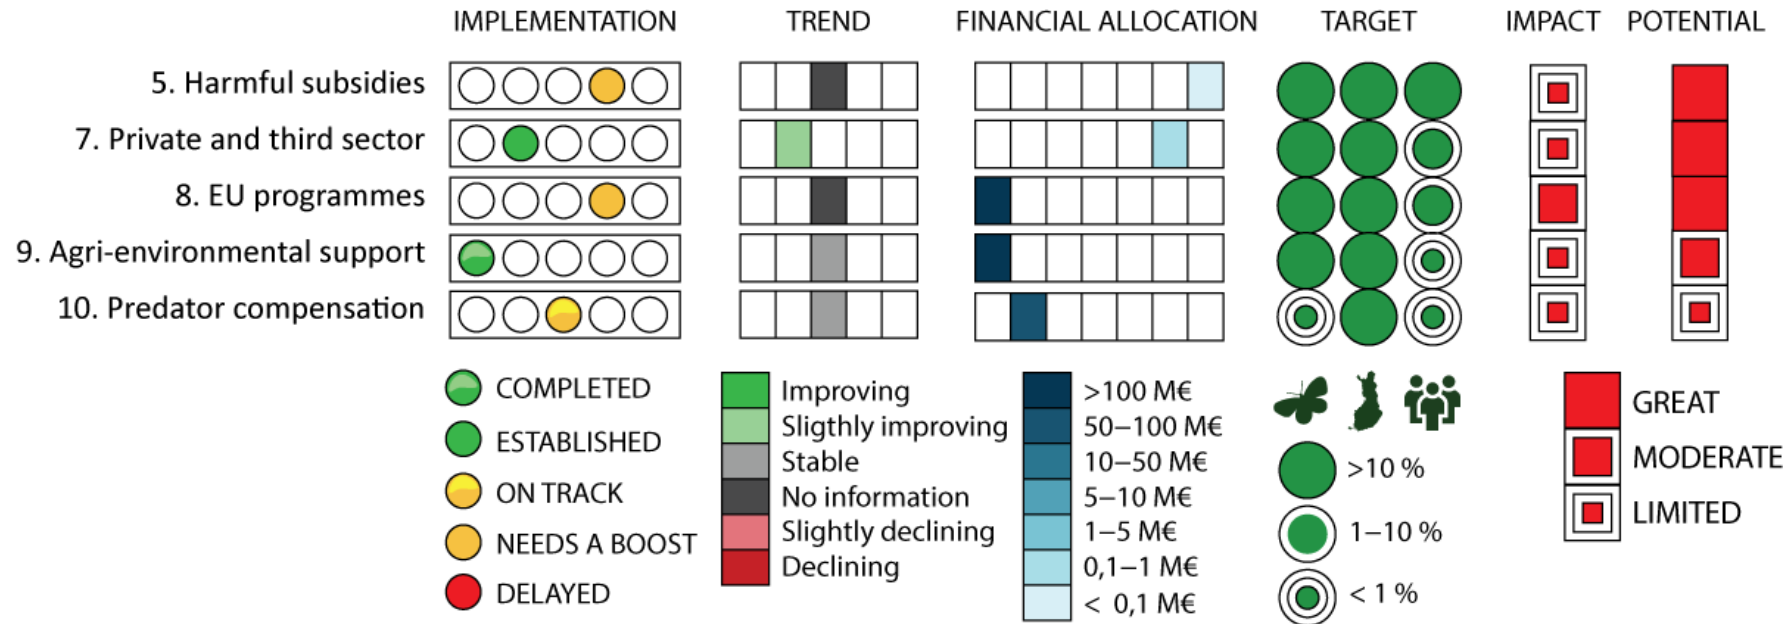 IMPLEMENTATION TREND FINANCIAL ALLOCATION TARGET IMPACT POTENTIAL
5. Harmful subsidies
7. Private and third sector
8. EU programmes
9. Agri-environmental support
10. Predator compensation
COMPLETED
ESTABLISHED
ON TRACK
NEEDS A BOOST
DELAYED
Improving
Sligthly improving
Stable
No information
Slightly declining
Declining
>100 M€
50–100 M€
10–50 M€
5–10 M€
1–5 M€
0,1–1 M€
< 0,1 M€
>10 %
1–10 %
< 1 %
GREAT
MODERATE
LIMITED